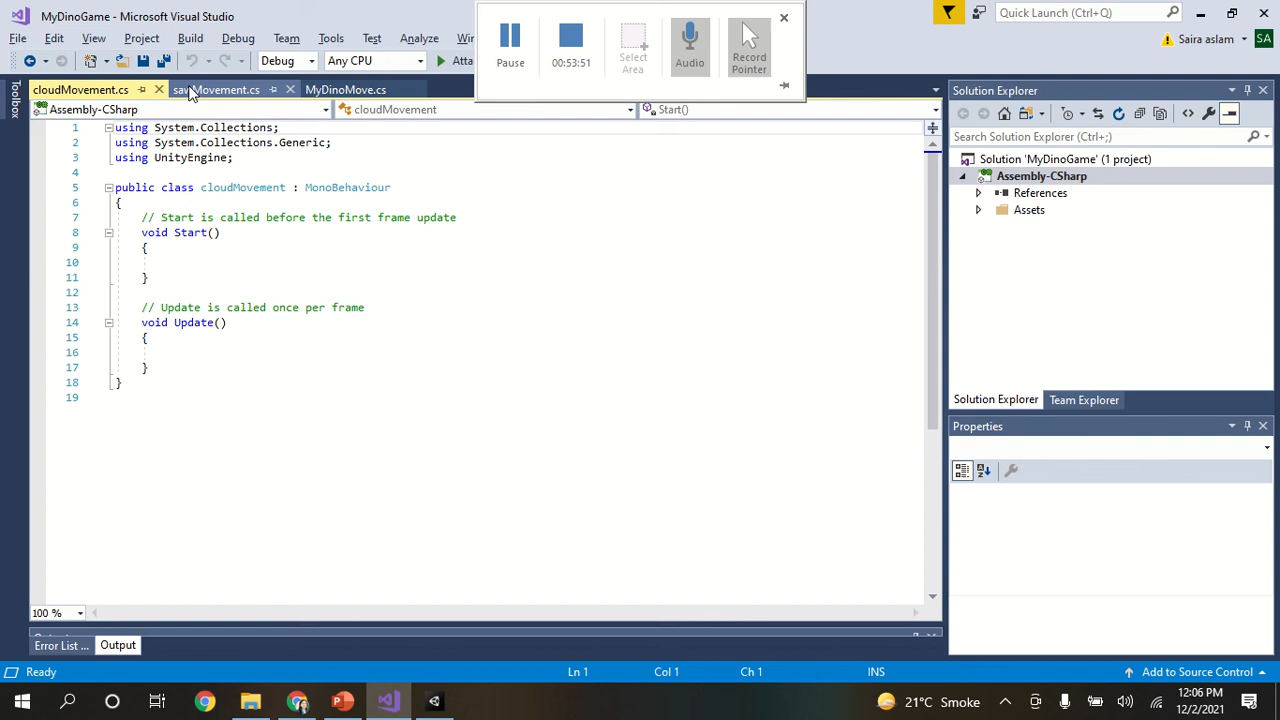 MyDinoGame - Microsoft Visual Studio
Quick Launch (Ctrl+Q)
File Edit View Project Build Debug Team Tools Test Analyze
Saira aslam SA
Debug Any CPU Atta
Pause 00:53:51 Select Area Audio Record Pointer
Toolbox
cloudMovement.cs MyDinoMove.cs
Assembly-CSharp cloudMovement Start()
1 using System.Collections;
2 using System.Collections.Generic;
3 using UnityEngine;
4
5 public class cloudMovement : MonoBehaviour
6 {
7 // Start is called before the first frame update
8 void Start()
9 {
10
11 }
12
13 // Update is called once per frame
14 void Update()
15 {
16
17 }
18 }
19
100 %
Error List ... Output
Solution Explorer
Search Solution Explorer (Ctrl+;)
Solution 'MyDinoGame' (1 project)
Assembly-CSharp
References
Assets
Solution Explorer Team Explorer
Properties
Ready Ln 1 Col 1 Ch 1 INS Add to Source Control
21°C Smoke
12:06 PM
12/2/2021